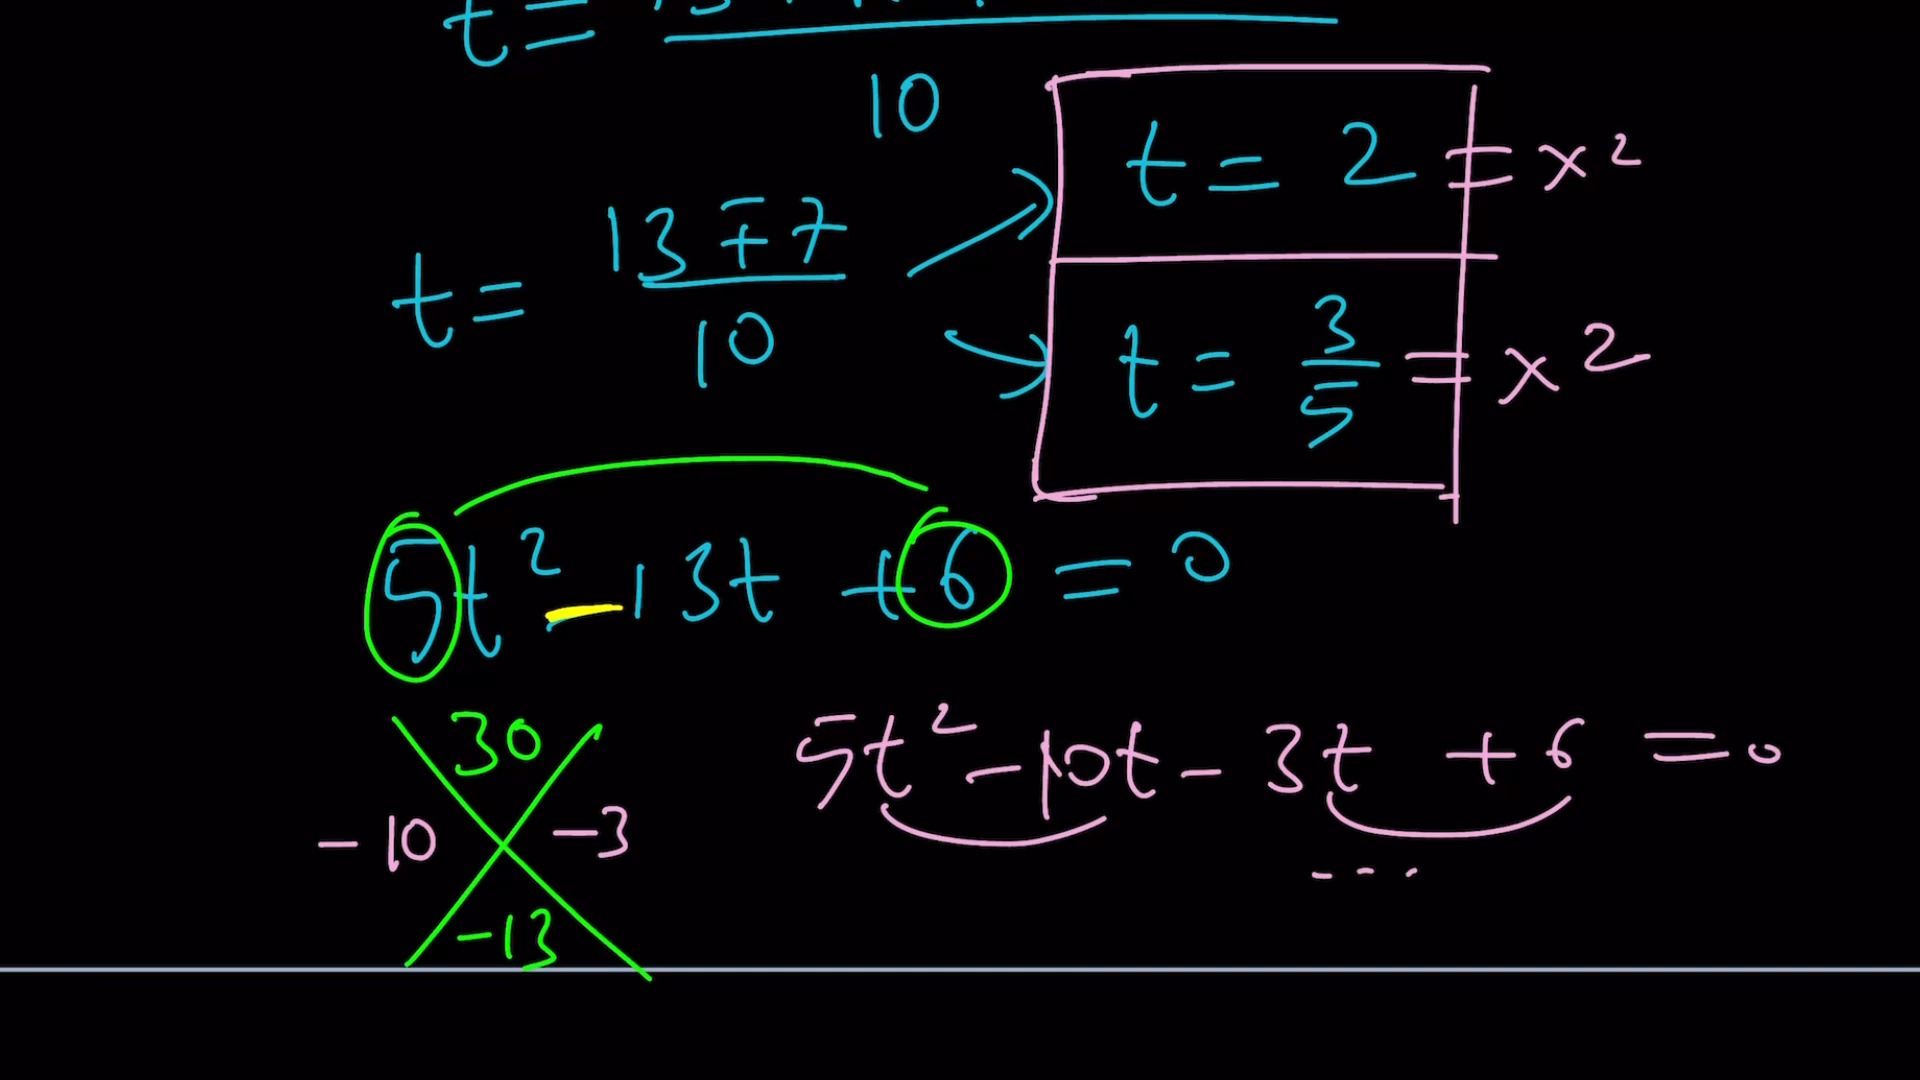 t =
10
t = 2 = x²
t = 13 ∓ 7 / 10
t = 3/5 = x²
5t² - 13t + 6 = 0
30
5t² - 10t - 3t + 6 = 0
-10 -3
...
-13